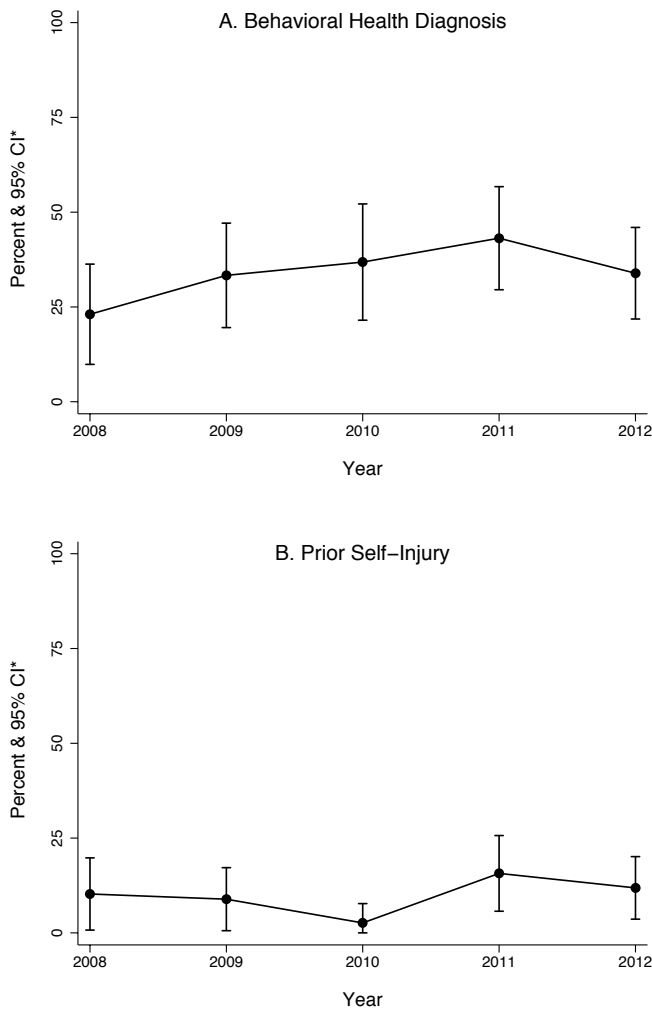 A. Behavioral Health Diagnosis
100
75
50
25
0
Percent & 95% CI*
2008 2009 2010 2011 2012
Year
B. Prior Self−Injury
100
75
50
25
0
Percent & 95% CI*
2008 2009 2010 2011 2012
Year